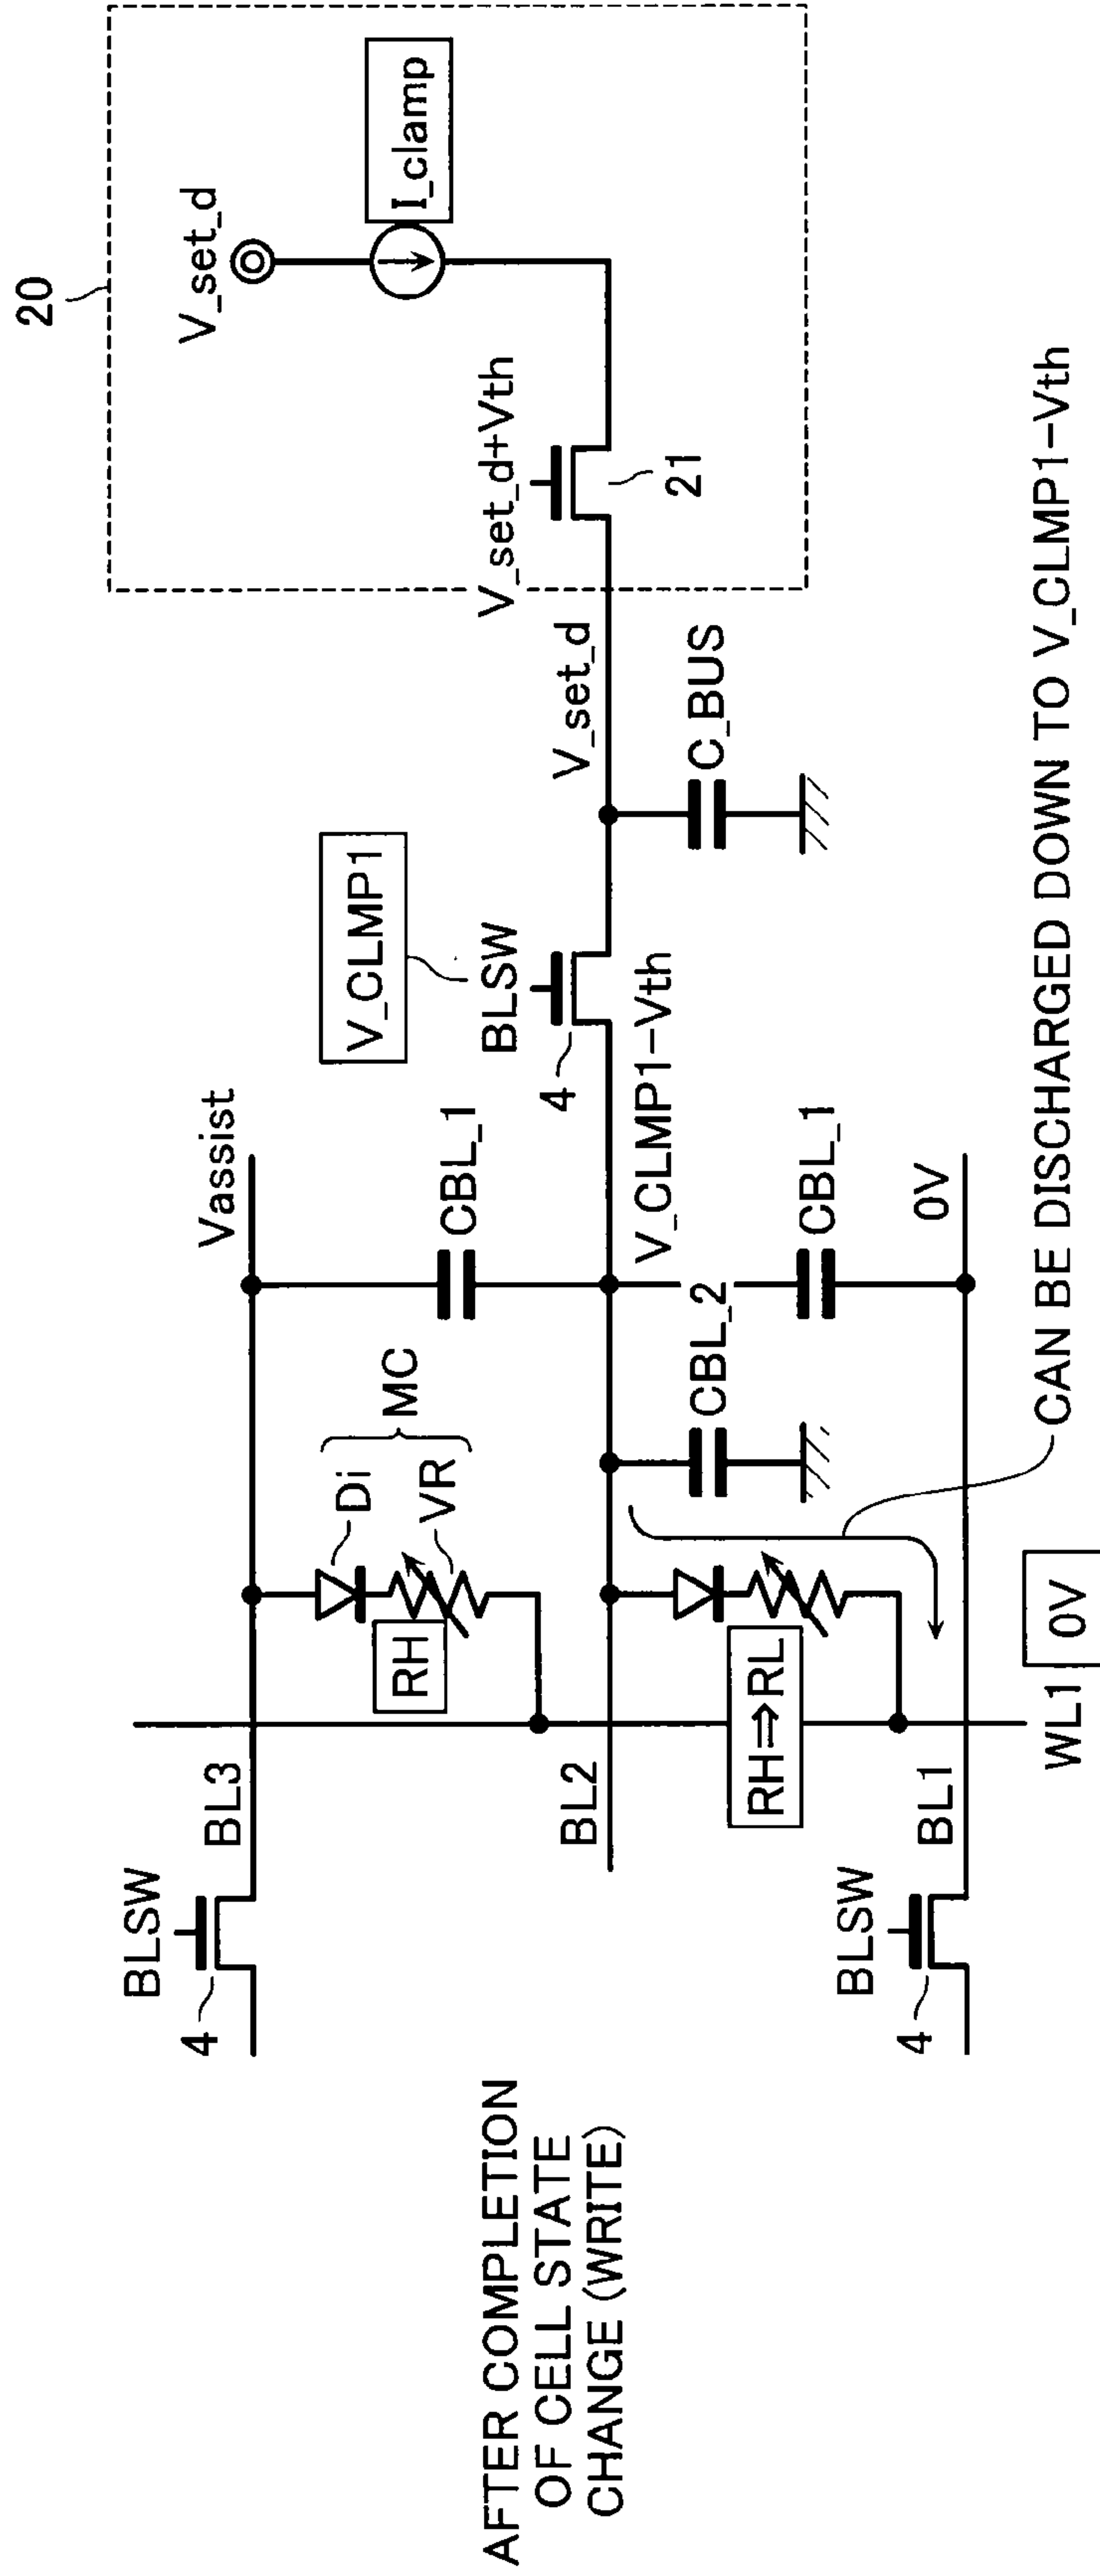 AFTER COMPLETION
OF CELL STATE
CHANGE (WRITE)
20
V_set_d
I_clamp
V_set_d+Vth
21
V_set_d
C_BUS
V_CLMP1
BLSW
4
V_CLMP1-Vth
Vassist
CBL_1
CBL_1
CBL_2
0V
MC
Di
VR
RH
RH⇒RL
BLSW
4
BL3
BL2
BLSW
4
BL1
WL1
0V
CAN BE DISCHARGED DOWN TO V_CLMP1-Vth